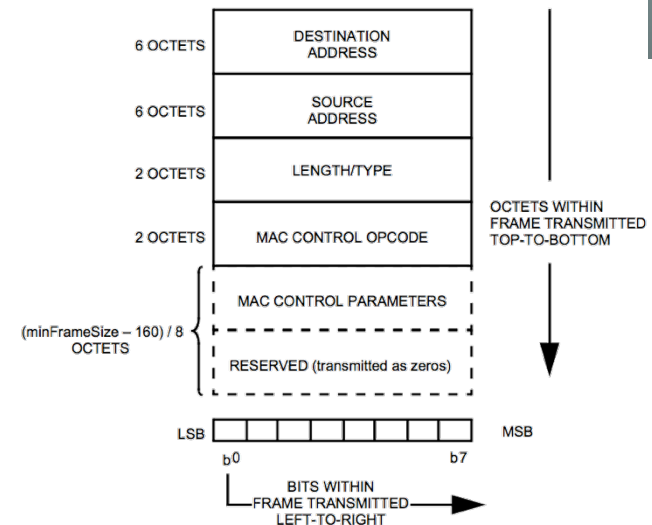 6 OCTETS
DESTINATION
ADDRESS
6 OCTETS
SOURCE
ADDRESS
2 OCTETS
LENGTH/TYPE
2 OCTETS
MAC CONTROL OPCODE
OCTETS WITHIN
FRAME TRANSMITTED
TOP-TO-BOTTOM
(minFrameSize – 160) / 8
OCTETS
MAC CONTROL PARAMETERS
RESERVED (transmitted as zeros)
LSB
MSB
b0
b7
BITS WITHIN
FRAME TRANSMITTED
LEFT-TO-RIGHT